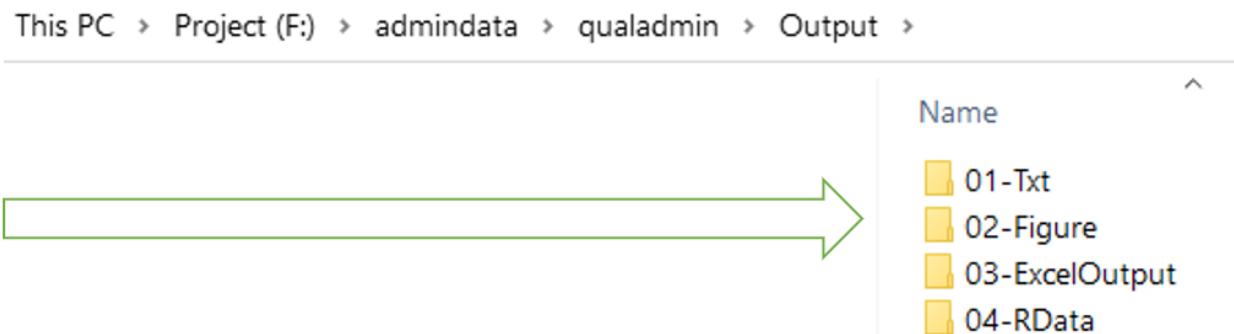 This PC > Project (F:) > admindata > qualadmin > Output >
Name
01-Txt
02-Figure
03-ExcelOutput
04-RData